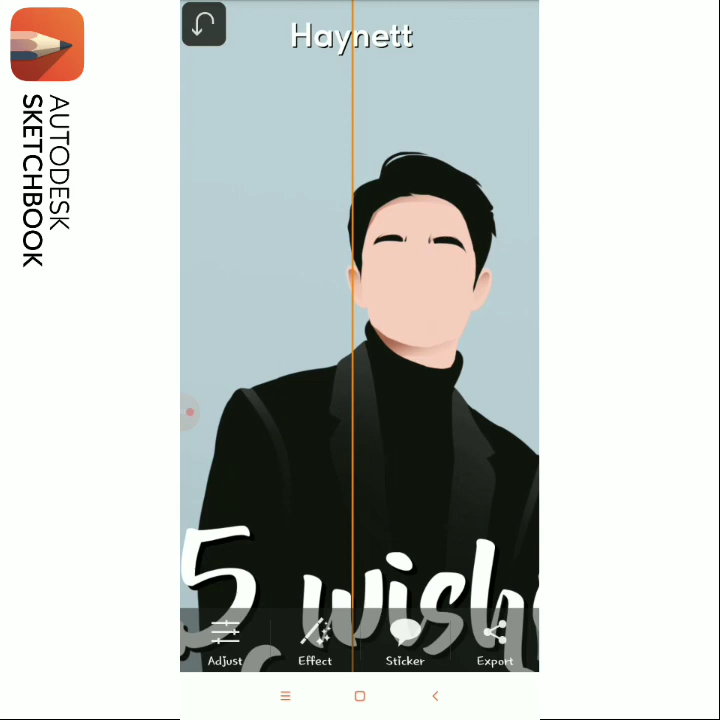 AUTODESK
SKETCHBOOK
Haynett
5 wish
Adjust
Effect
Sticker
Export